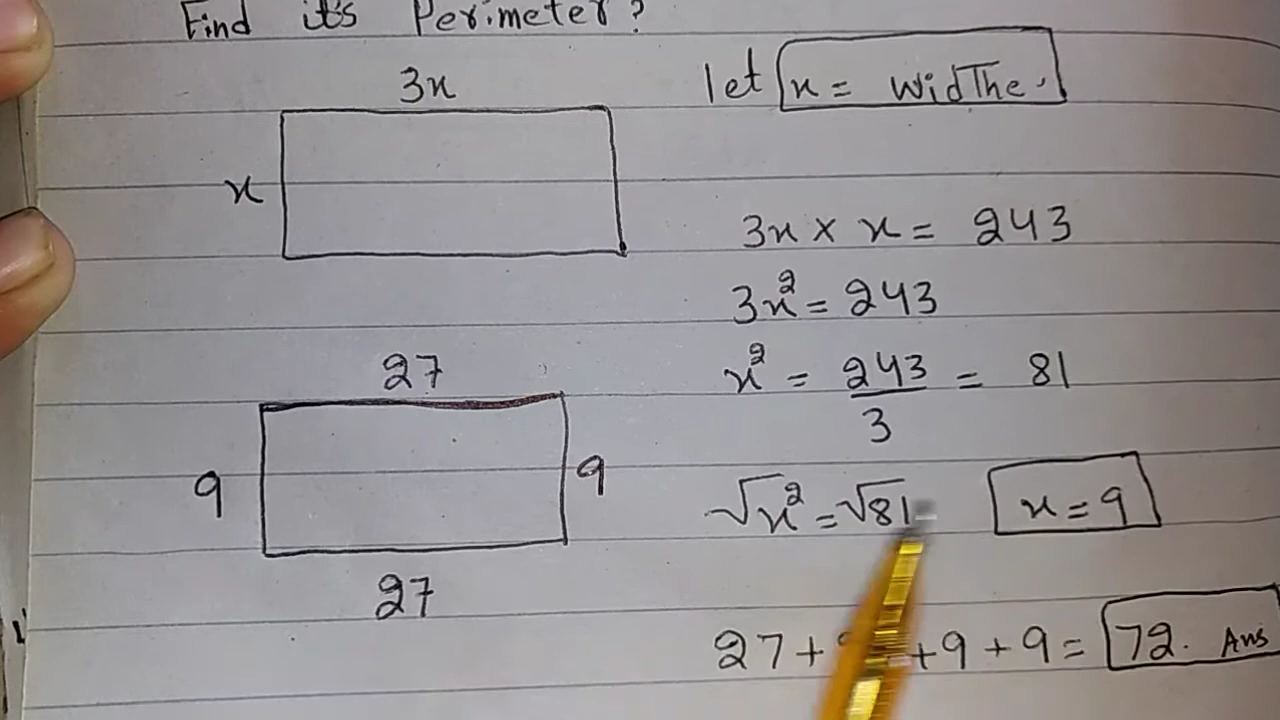 Find it's Perimeter?
3x
let x = widThe.
x
3x × x = 243
3x² = 243
27
x² = 243/3 = 81
9
9
√x² = √81
x = 9
27
27 + + 9 + 9 = 72. Ans